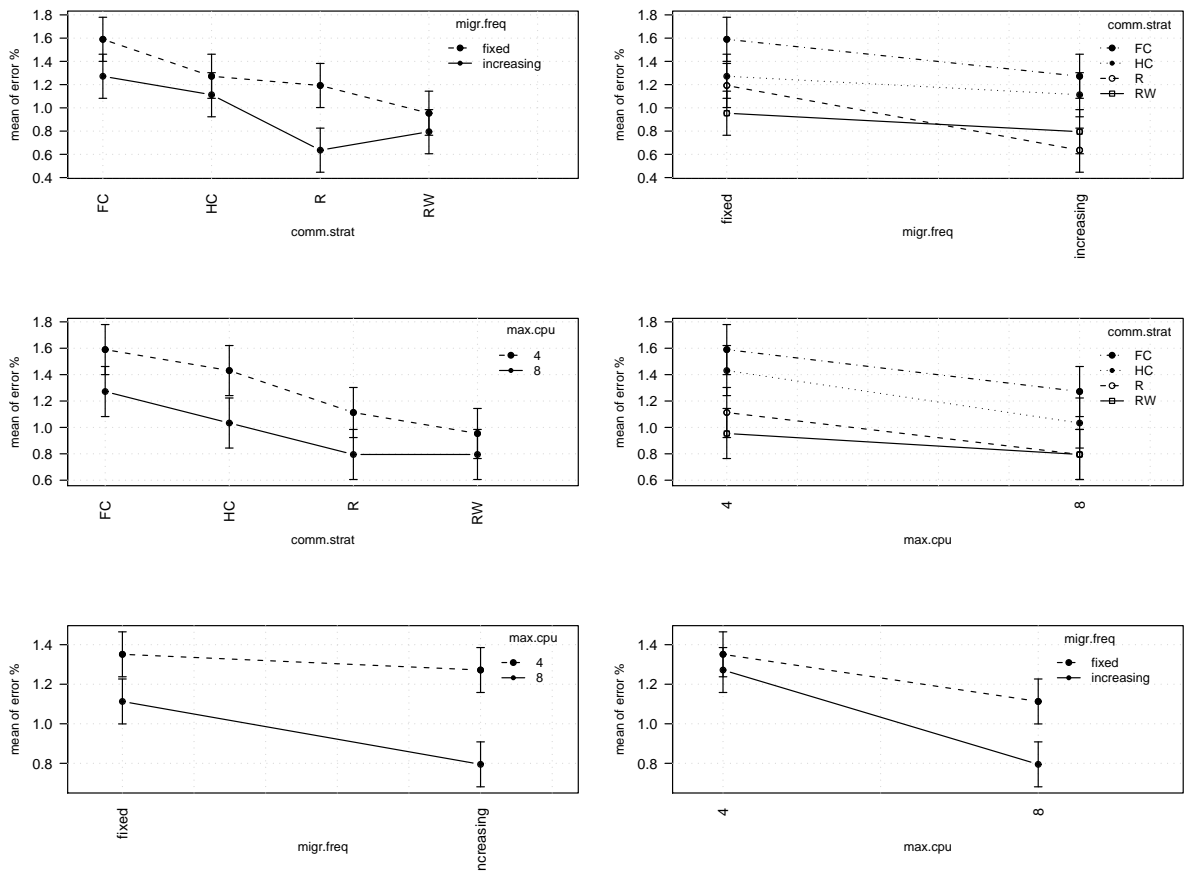 mean of error %
1.8
1.6
1.4
1.2
1.0
0.8
0.6
0.4
migr.freq
fixed
increasing
FC
HC
R
RW
comm.strat
mean of error %
1.8
1.6
1.4
1.2
1.0
0.8
0.6
0.4
comm.strat
FC
HC
R
RW
fixed
increasing
migr.freq
mean of error %
1.8
1.6
1.4
1.2
1.0
0.8
0.6
max.cpu
4
8
FC
HC
R
RW
comm.strat
mean of error %
1.8
1.6
1.4
1.2
1.0
0.8
0.6
comm.strat
FC
HC
R
RW
4
8
max.cpu
mean of error %
1.4
1.2
1.0
0.8
max.cpu
4
8
fixed
ncreasing
migr.freq
mean of error %
1.4
1.2
1.0
0.8
migr.freq
fixed
increasing
4
8
max.cpu